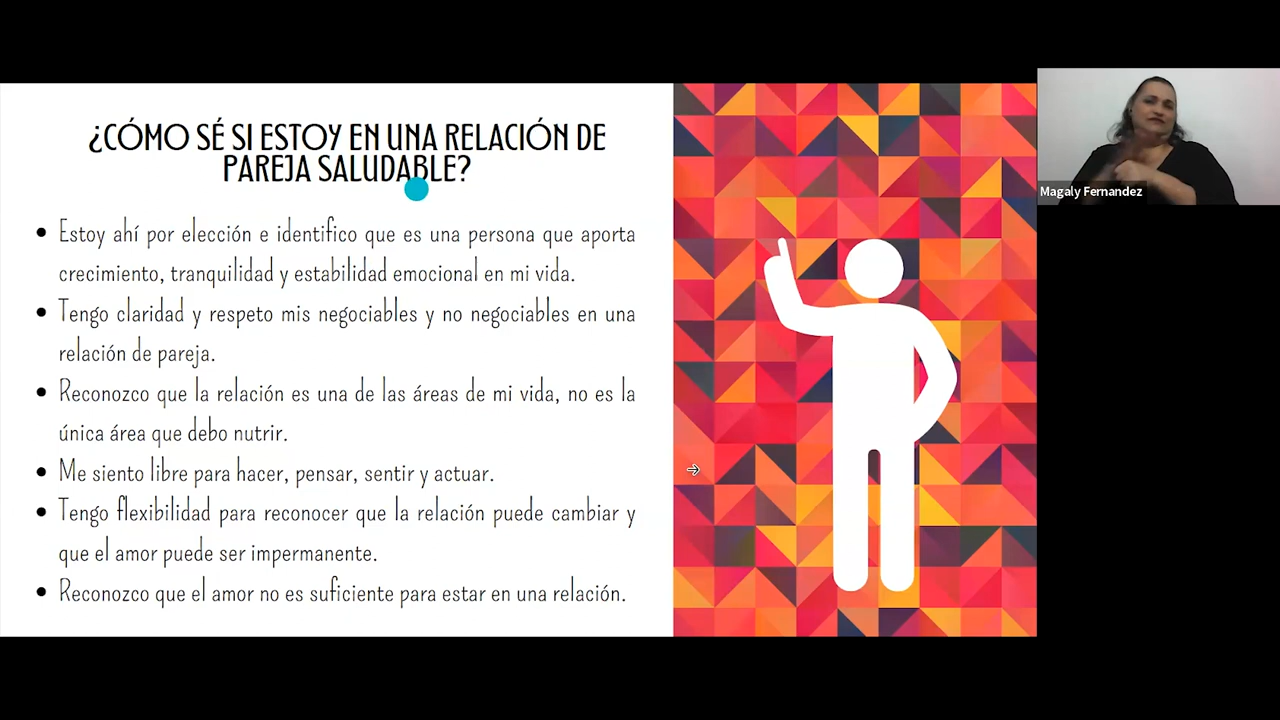 ¿CÓMO SÉ SI ESTOY EN UNA RELACIÓN DE
PAREJA SALUDABLE?
• Estoy ahí por elección e identifico que es una persona que aporta
crecimiento, tranquilidad y estabilidad emocional en mi vida.
• Tengo claridad y respeto mis negociables y no negociables en una
relación de pareja.
• Reconozco que la relación es una de las áreas de mi vida, no es la
única área que debo nutrir.
• Me siento libre para hacer, pensar, sentir y actuar.
• Tengo flexibilidad para reconocer que la relación puede cambiar y
que el amor puede ser impermanente.
• Reconozco que el amor no es suficiente para estar en una relación.
Magaly Fernandez